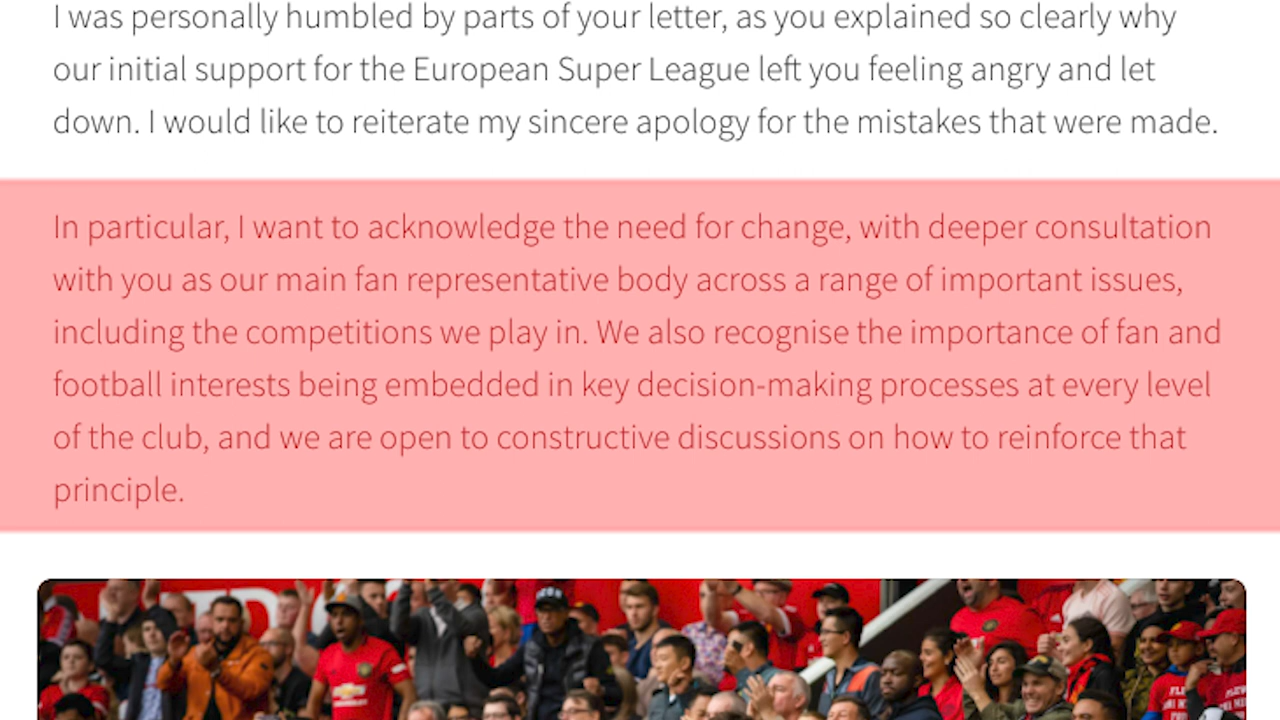 I was personally humbled by parts of your letter, as you explained so clearly why
our initial support for the European Super League left you feeling angry and let
down. I would like to reiterate my sincere apology for the mistakes that were made.
In particular, I want to acknowledge the need for change, with deeper consultation
with you as our main fan representative body across a range of important issues,
including the competitions we play in. We also recognise the importance of fan and
football interests being embedded in key decision-making processes at every level
of the club, and we are open to constructive discussions on how to reinforce that
principle.